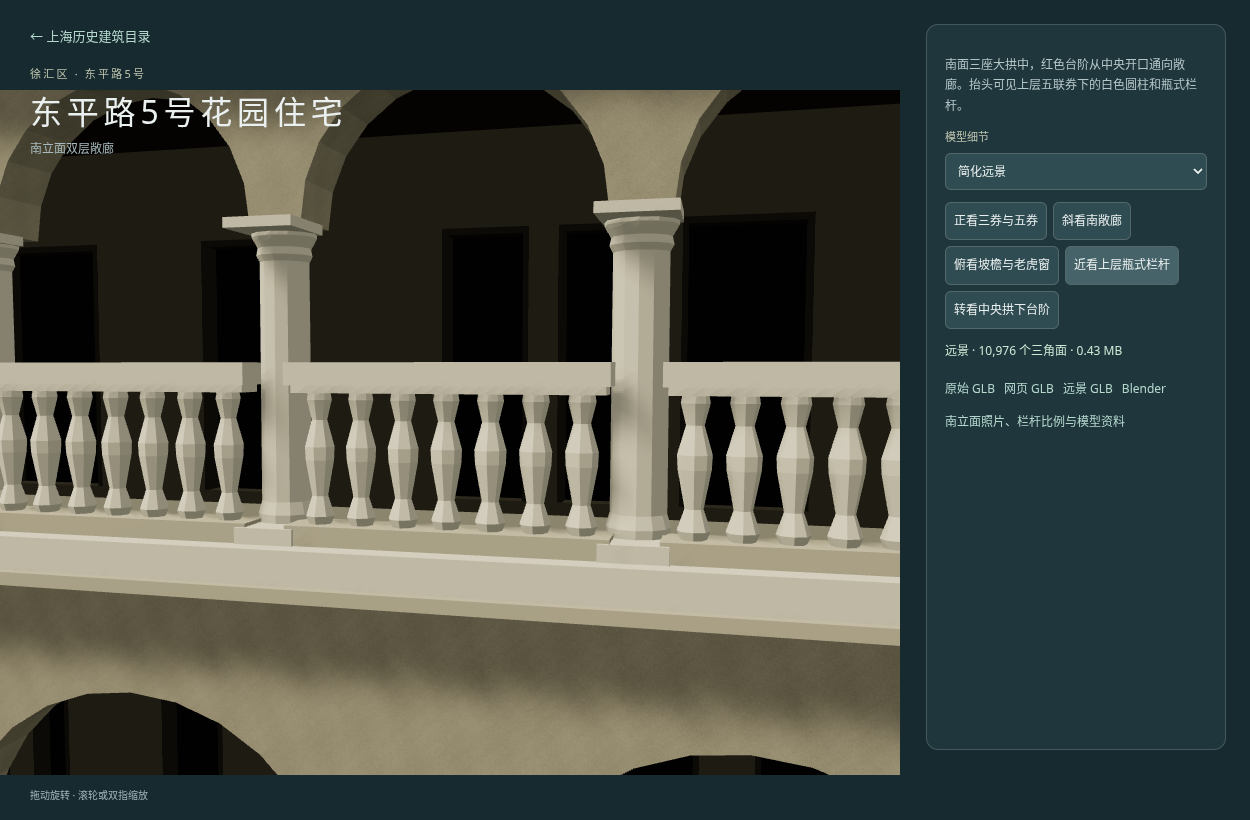 ← 上海历史建筑目录
徐汇区 · 东平路5号
东平路5号花园住宅
南立面双层敞廊
南面三座大拱中，红色台阶从中央开口通向敞
廊。抬头可见上层五联券下的白色圆柱和瓶式栏
杆。
模型细节
简化远景
正看三券与五券 斜看南敞廊
俯看坡檐与老虎窗 近看上层瓶式栏杆
转看中央拱下台阶
远景 · 10,976 个三角面 · 0.43 MB
原始 GLB 网页 GLB 远景 GLB Blender
南立面照片、栏杆比例与模型资料
拖动旋转 · 滚轮或双指缩放